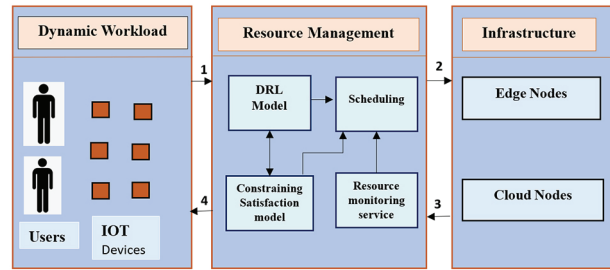 Dynamic Workload
Users
IOT
Devices
1
4
Resource Management
DRL
Model
Scheduling
Constraining
Satisfaction
model
Resource
monitoring
service
2
3
Infrastructure
Edge Nodes
Cloud Nodes